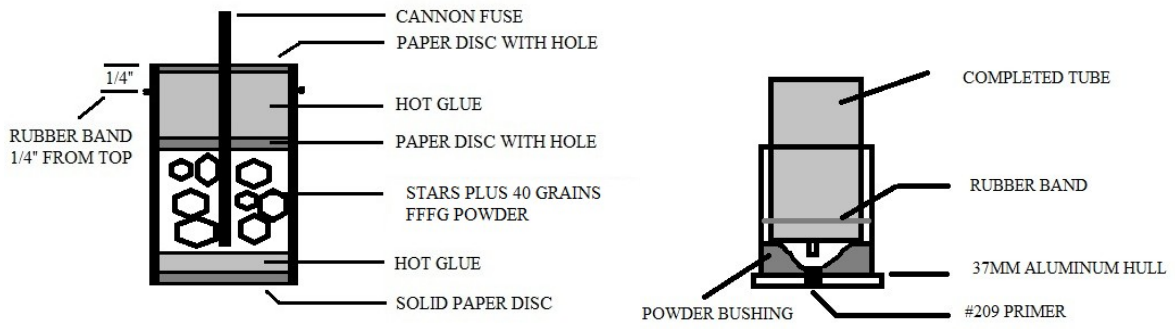 CANNON FUSE
PAPER DISC WITH HOLE
1/4"
HOT GLUE
RUBBER BAND
1/4" FROM TOP
PAPER DISC WITH HOLE
STARS PLUS 40 GRAINS
FFFG POWDER
HOT GLUE
SOLID PAPER DISC
COMPLETED TUBE
RUBBER BAND
37MM ALUMINUM HULL
POWDER BUSHING
#209 PRIMER